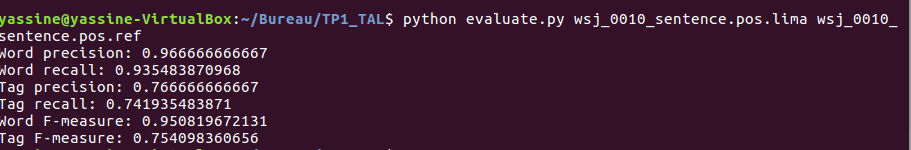 yassine@yassine-VirtualBox:~/Bureau/TP1_TAL$ python evaluate.py wsj_0010_sentence.pos.lima wsj_0010_
sentence.pos.ref
Word precision: 0.966666666667
Word recall: 0.935483870968
Tag precision: 0.766666666667
Tag recall: 0.741935483871
Word F-measure: 0.950819672131
Tag F-measure: 0.754098360656